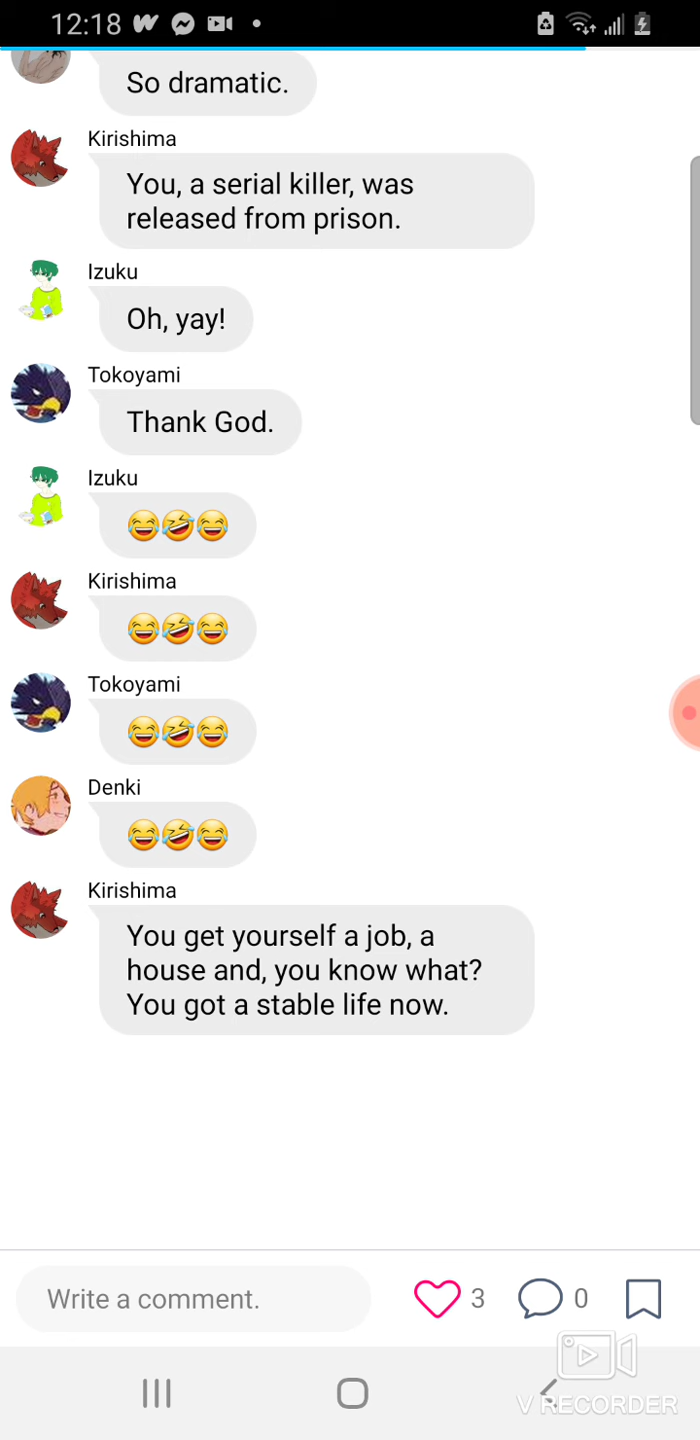 12:18
So dramatic.
Kirishima
You, a serial killer, was
released from prison.
Izuku
Oh, yay!
Tokoyami
Thank God.
Izuku
😂🤣😂
Kirishima
😂🤣😂
Tokoyami
😂🤣😂
Denki
😂🤣😂
Kirishima
You get yourself a job, a
house and, you know what?
You got a stable life now.
Write a comment.
3
0
V RECORDER